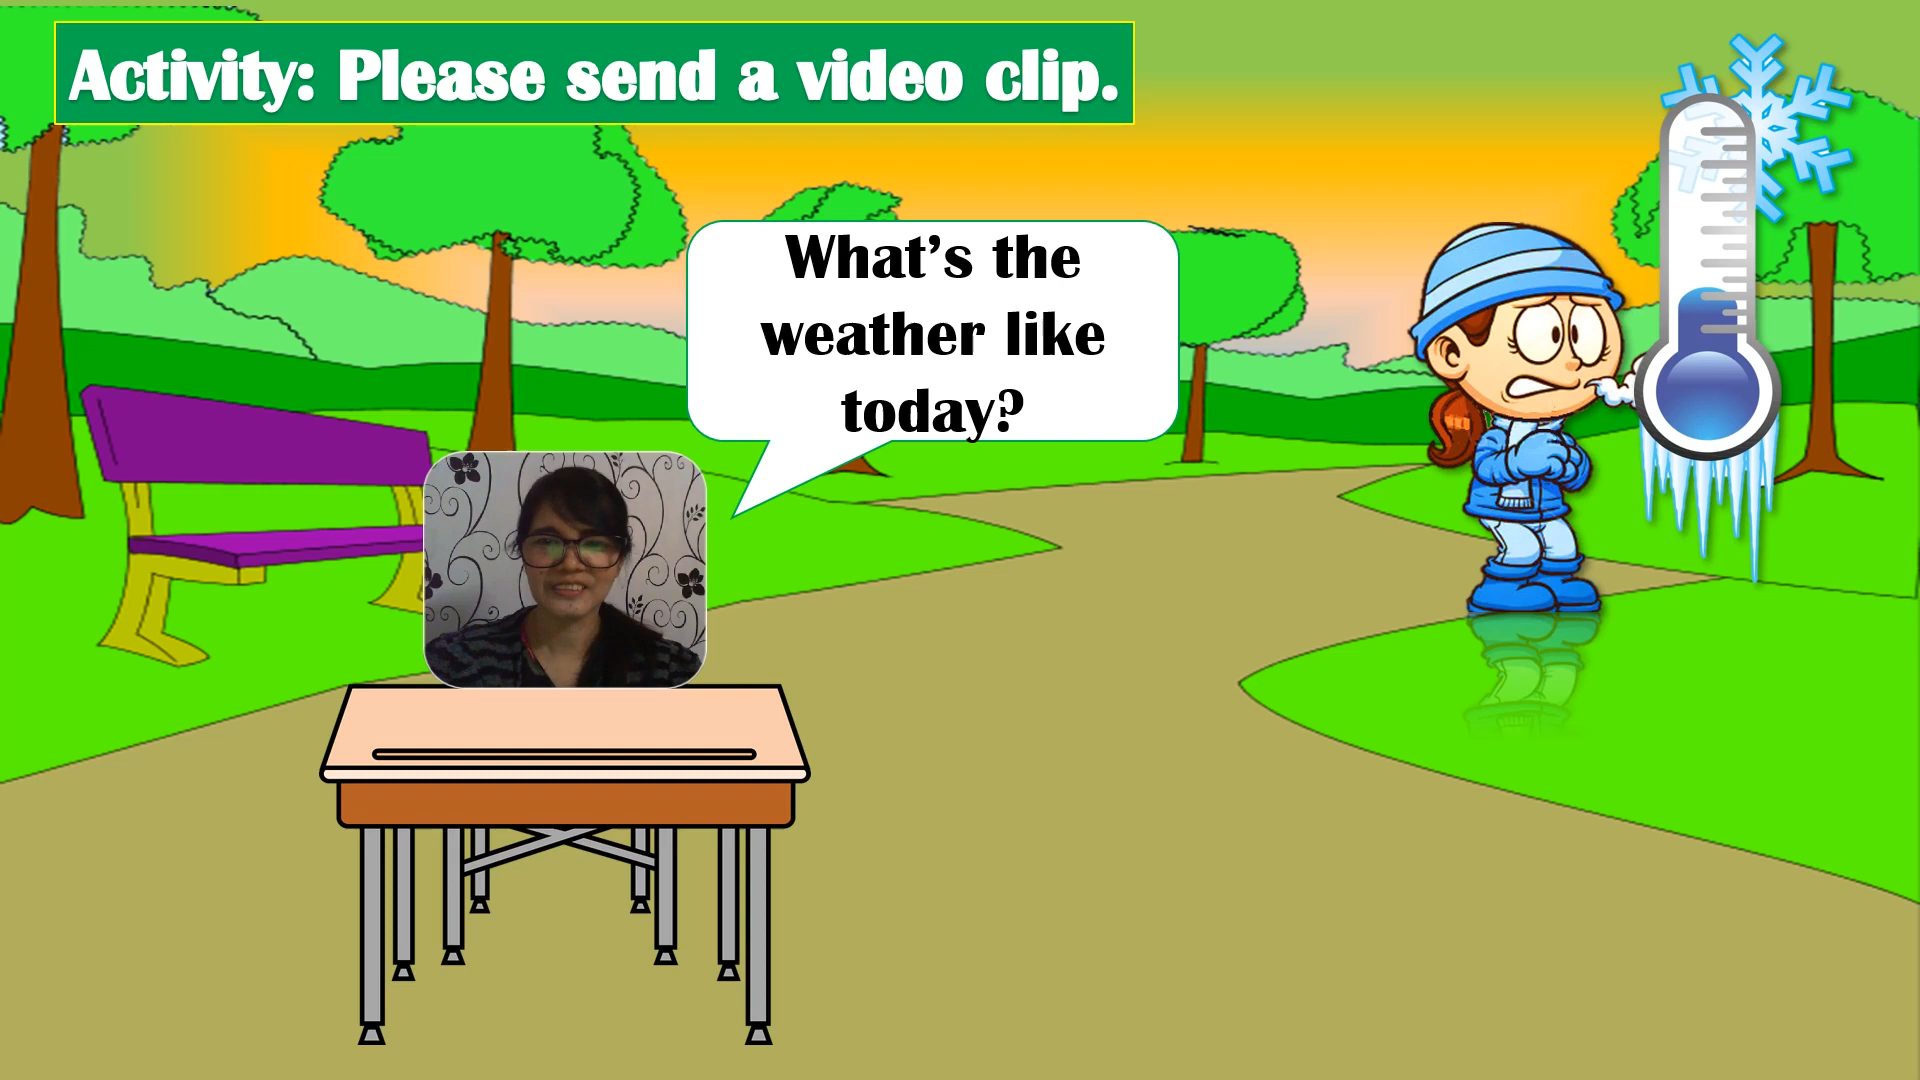 Activity: Please send a video clip.
What’s the
weather like
today?